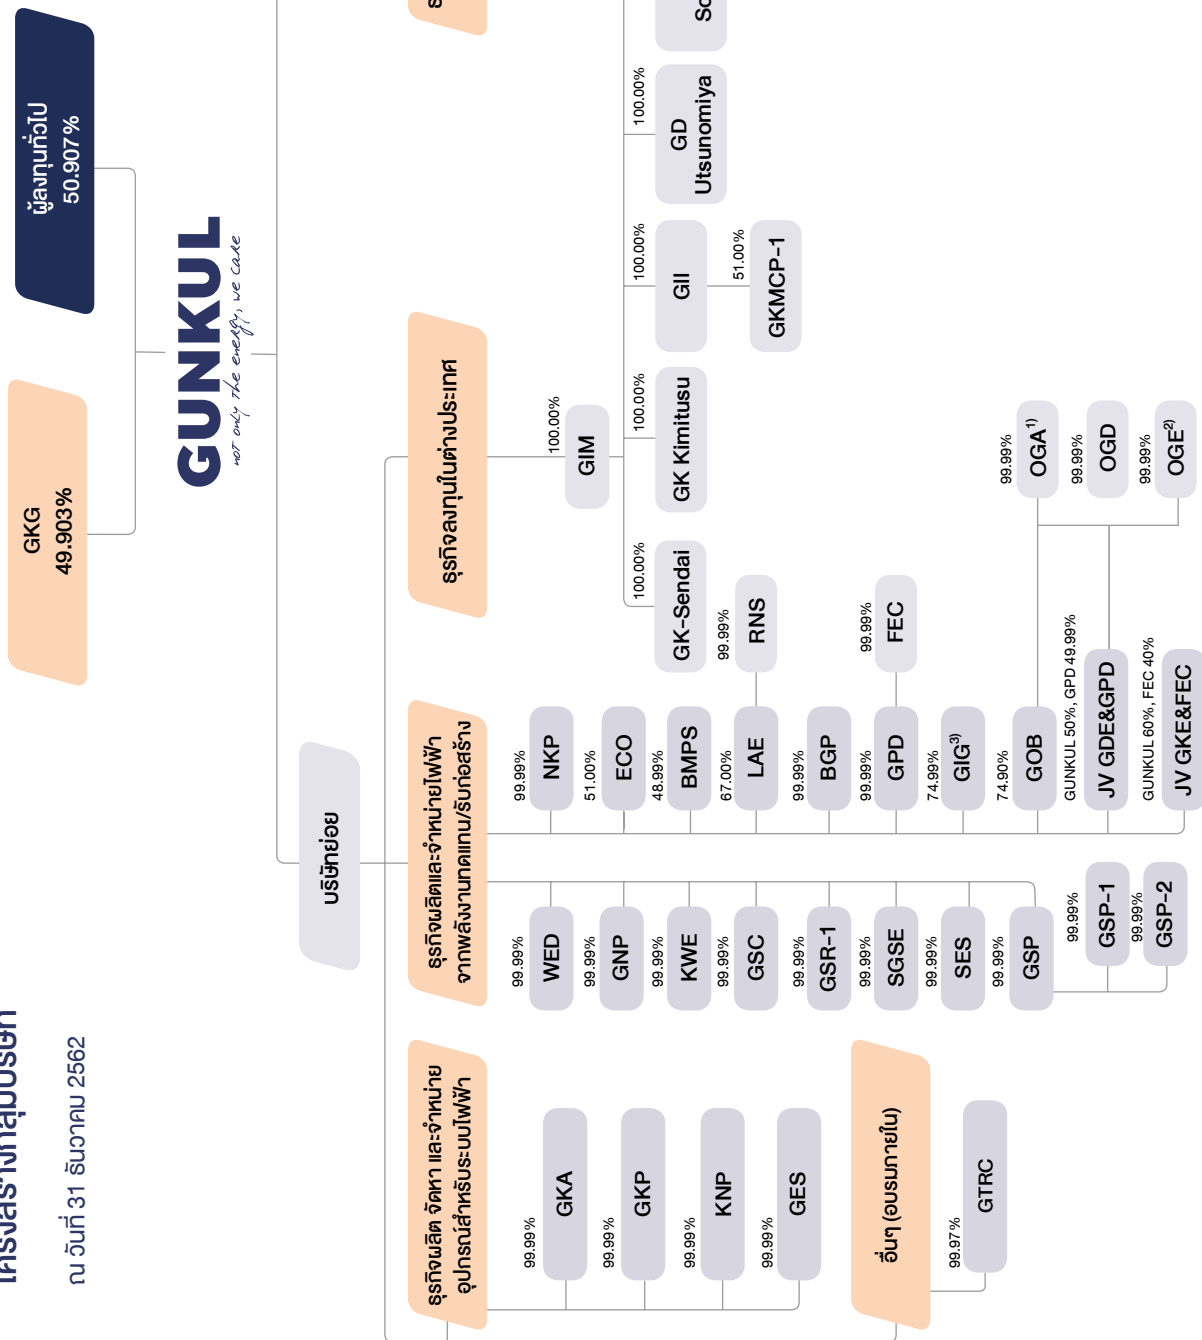 โครงสร้างกลุ่มบริษัท
ณ วันที่ 31 ธันวาคม 2562
GKG
49.903%
ผู้ลงทุนทั่วไป
50.907%
GUNKUL
not only the energy, we care
บริษัทย่อย
ธุรกิจผลิต จัดหา และจำหน่าย
อุปกรณ์สำหรับระบบไฟฟ้า
99.99%
GKA
99.99%
GKP
99.99%
KNP
99.99%
GES
อื่นๆ (อบรมภายใน)
99.97%
GTRC
ธุรกิจผลิตและจำหน่ายไฟฟ้า
จากพลังงานทดแทน/รับก่อสร้าง
99.99%
WED
99.99%
GNP
99.99%
KWE
99.99%
GSC
99.99%
GSR-1
99.99%
SGSE
99.99%
SES
99.99%
GSP
99.99%
GSP-1
99.99%
GSP-2
99.99%
NKP
51.00%
ECO
48.99%
BMPS
67.00%
LAE
99.99%
RNS
99.99%
BGP
99.99%
GPD
99.99%
FEC
74.99%
GIG3)
74.90%
GOB
GUNKUL 50%, GPD 49.99%
JV GDE&GPD
GUNKUL 60%, FEC 40%
JV GKE&FEC
99.99%
OGA1)
99.99%
OGD
99.99%
OGE2)
ธุรกิจลงทุนในต่างประเทศ
100.00%
GIM
100.00%
GK-Sendai
100.00%
GK Kimitusu
100.00%
GII
51.00%
GKMCP-1
100.00%
GD
Utsunomiya